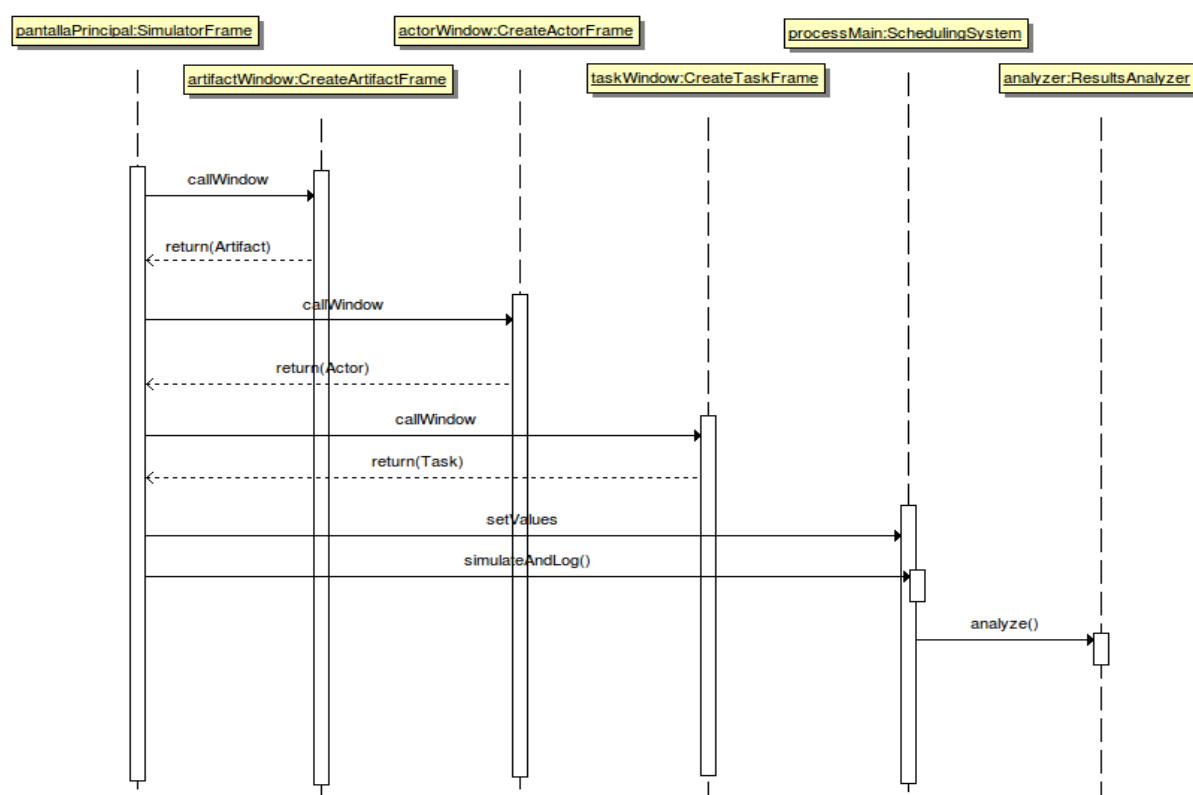 pantallaPrincipal:SimulatorFrame
actorWindow:CreateActorFrame
processMain:SchedulingSystem
artifactWindow:CreateArtifactFrame
taskWindow:CreateTaskFrame
analyzer:ResultsAnalyzer
callWindow
return(Artifact)
callWindow
return(Actor)
callWindow
return(Task)
setValues
simulateAndLog()
analyze()